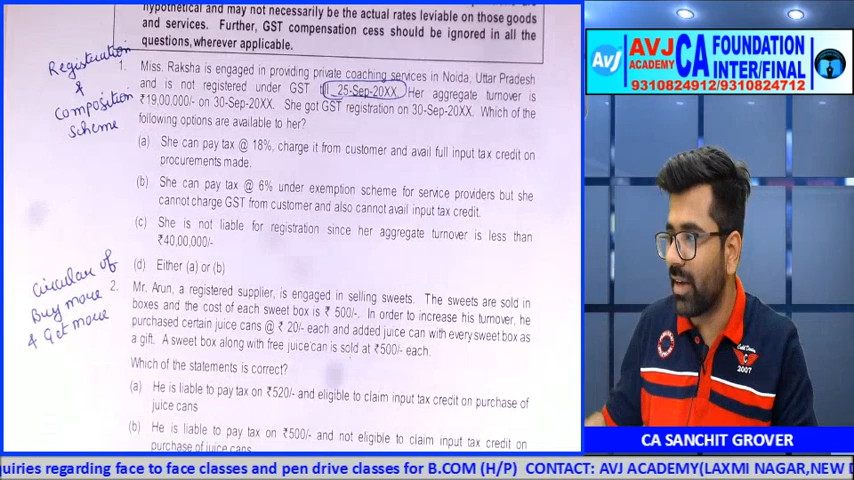 hypothetical and may not necessarily be the actual rates leviable on those goods
and services. Further, GST compensation cess should be ignored in all the
questions, wherever applicable.
Registration
&
Composition
Scheme
1. Miss. Raksha is engaged in providing private coaching services in Noida, Uttar Pradesh
and is not registered under GST till 25-Sep-20XX. Her aggregate turnover is
₹19,00,000/- on 30-Sep-20XX. She got GST registration on 30-Sep-20XX. Which of the
following options are available to her?
(a) She can pay tax @ 18%, charge it from customer and avail full input tax credit on
procurements made.
(b) She can pay tax @ 6% under exemption scheme for service providers but she
cannot charge GST from customer and also cannot avail input tax credit.
(c) She is not liable for registration since her aggregate turnover is less than
₹40,00,000/-
(d) Either (a) or (b)
Circular of
Buy more
& Get more
2. Mr. Arun, a registered supplier, is engaged in selling sweets. The sweets are sold in
boxes and the cost of each sweet box is ₹ 500/-. In order to increase his turnover, he
purchased certain juice cans @ ₹ 20/- each and added juice can with every sweet box as
a gift. A sweet box along with free juice can is sold at ₹500/- each.
Which of the statements is correct?
(a) He is liable to pay tax on ₹520/- and eligible to claim input tax credit on purchase of
juice cans
(b) He is liable to pay tax on ₹500/- and not eligible to claim input tax credit on
purchase of juice cans
AVJ
AVJ
ACADEMY
CA
FOUNDATION
INTER/FINAL
9310824912/9310824712
2007
CA SANCHIT GROVER
quiries regarding face to face classes and pen drive classes for B.COM (H/P) CONTACT: AVJ ACADEMY(LAXMI NAGAR,NEW D